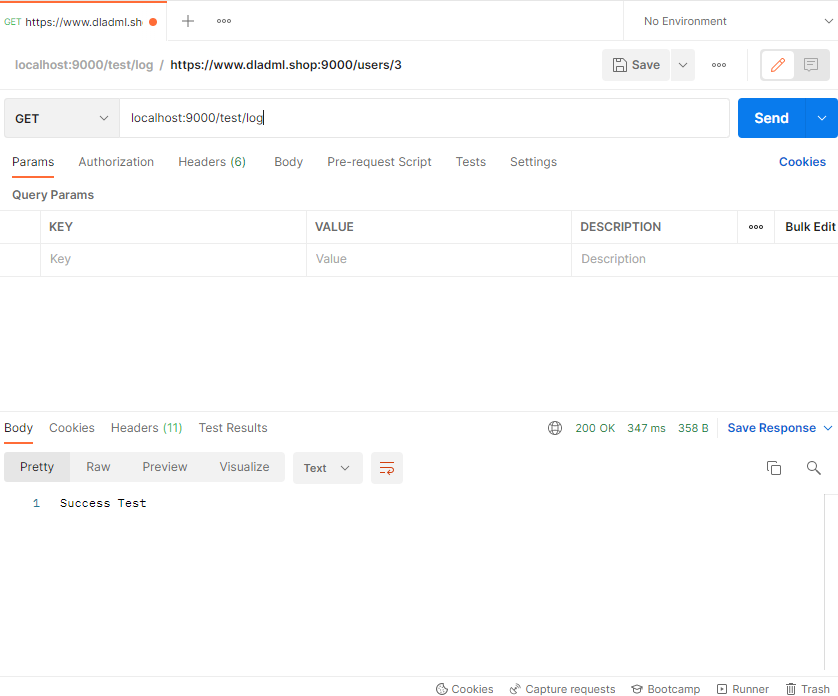 GET https://www.dladml.sh
No Environment
localhost:9000/test/log / https://www.dladml.shop:9000/users/3
Save
GET
localhost:9000/test/log
Send
Params Authorization Headers (6) Body Pre-request Script Tests Settings Cookies
Query Params
KEY VALUE DESCRIPTION Bulk Edit
Key Value Description
Body Cookies Headers (11) Test Results 200 OK 347 ms 358 B Save Response
Pretty Raw Preview Visualize Text
1 Success Test
Cookies Capture requests Bootcamp Runner Trash